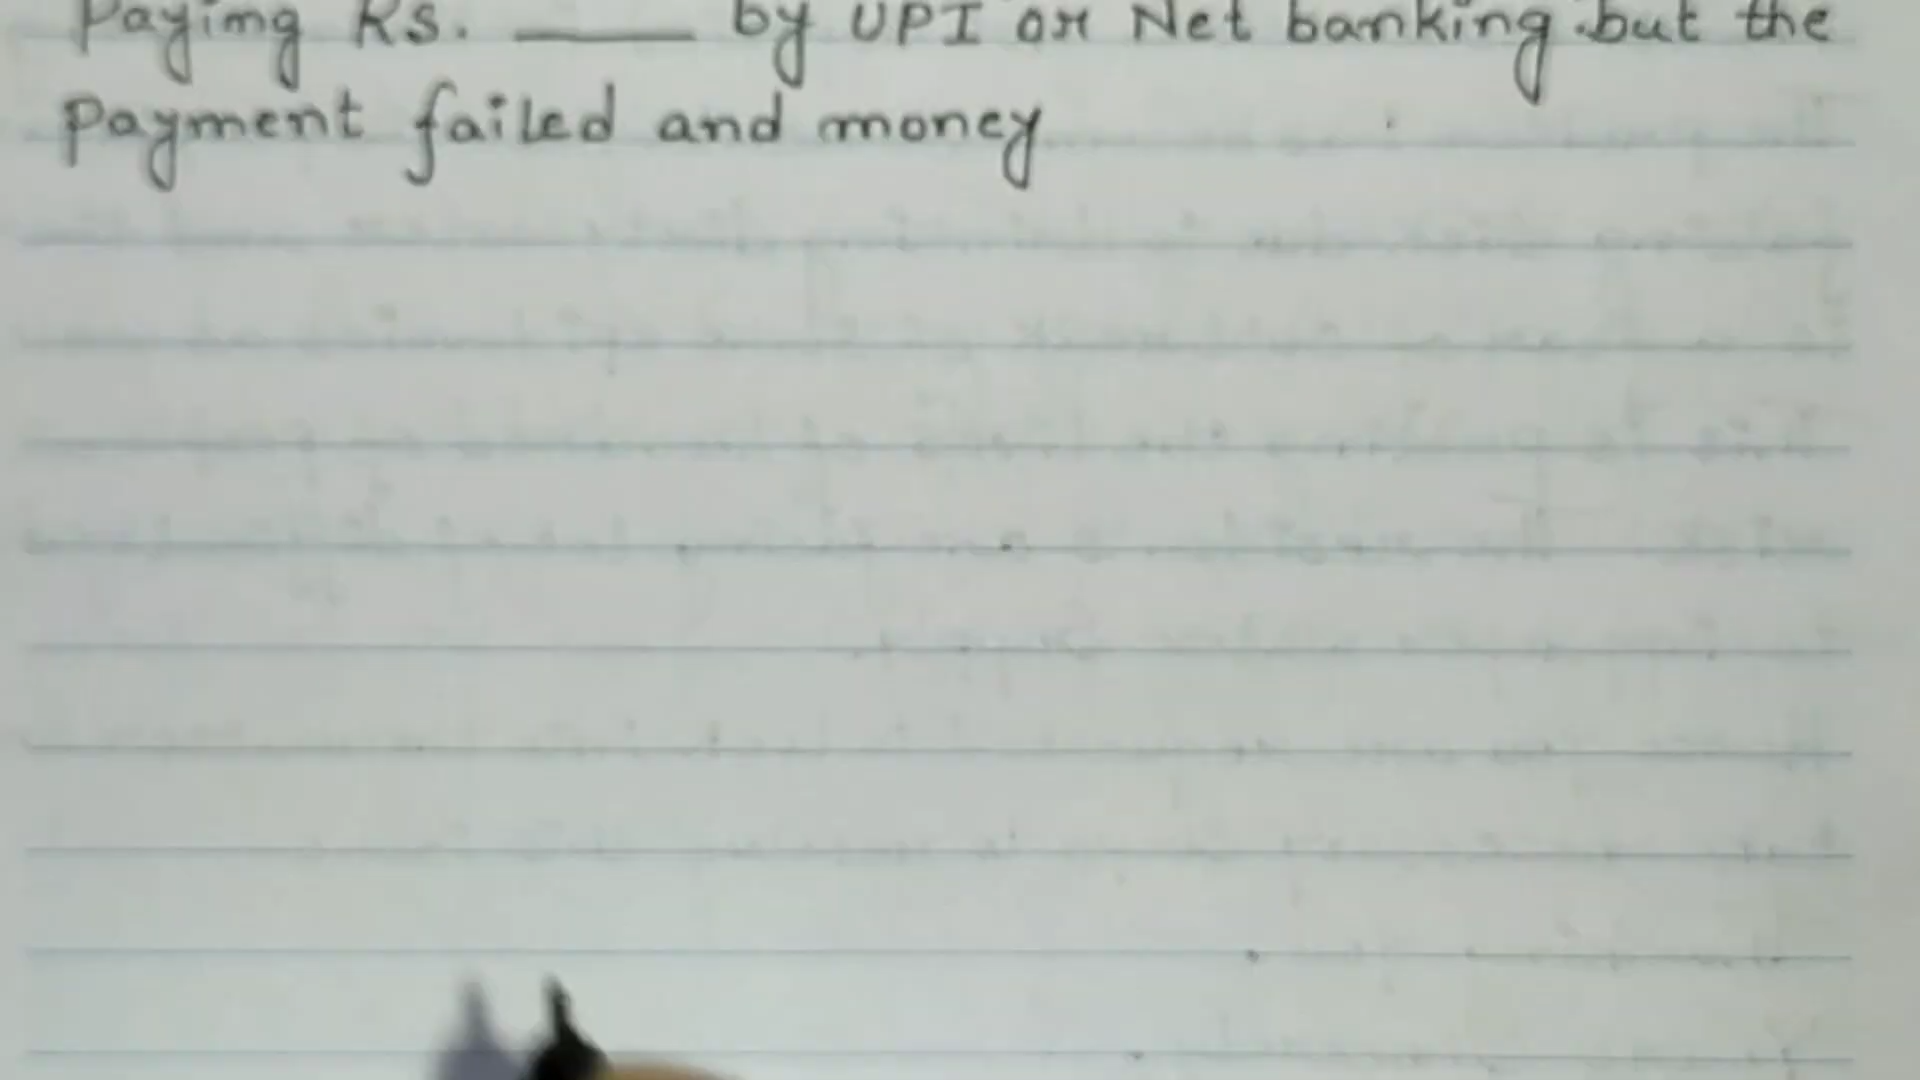 Paying Rs. _____ by UPI or Net banking but the
payment failed and money